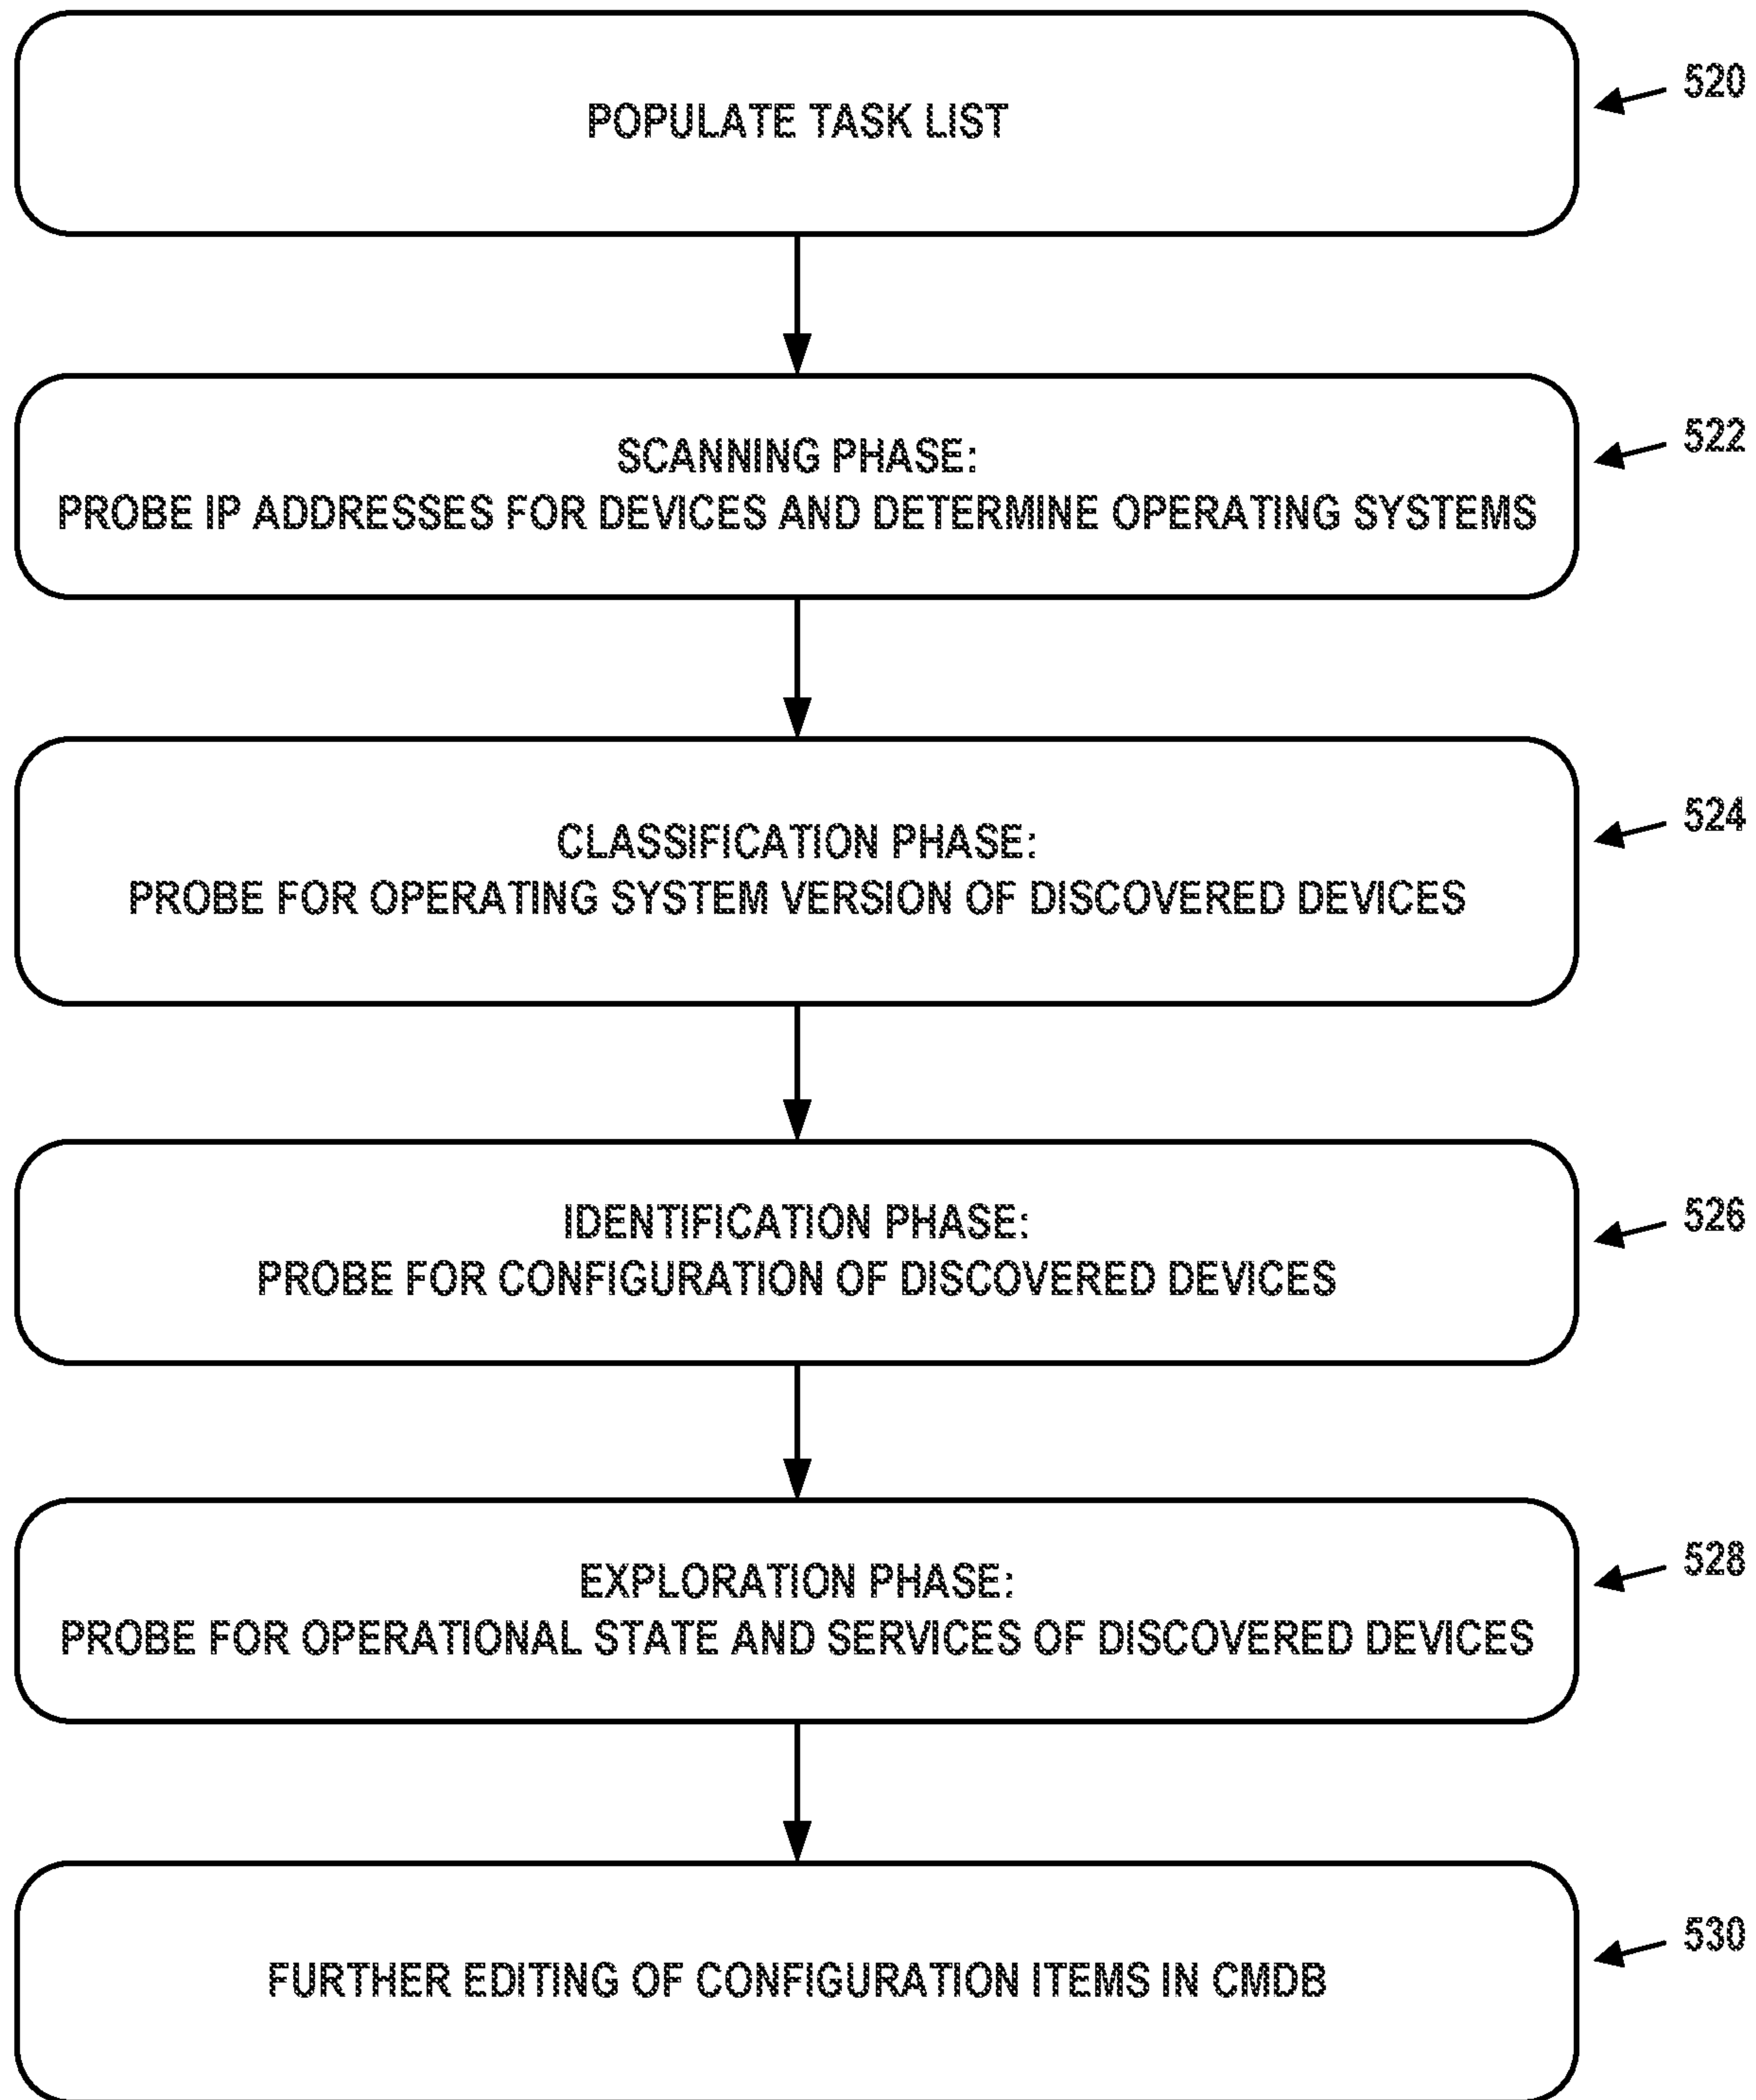 POPULATE TASK LIST
520
SCANNING PHASE:
PROBE IP ADDRESSES FOR DEVICES AND DETERMINE OPERATING SYSTEMS
522
CLASSIFICATION PHASE:
PROBE FOR OPERATING SYSTEM VERSION OF DISCOVERED DEVICES
524
IDENTIFICATION PHASE:
PROBE FOR CONFIGURATION OF DISCOVERED DEVICES
526
EXPLORATION PHASE:
PROBE FOR OPERATIONAL STATE AND SERVICES OF DISCOVERED DEVICES
528
FURTHER EDITING OF CONFIGURATION ITEMS IN CMDB
530